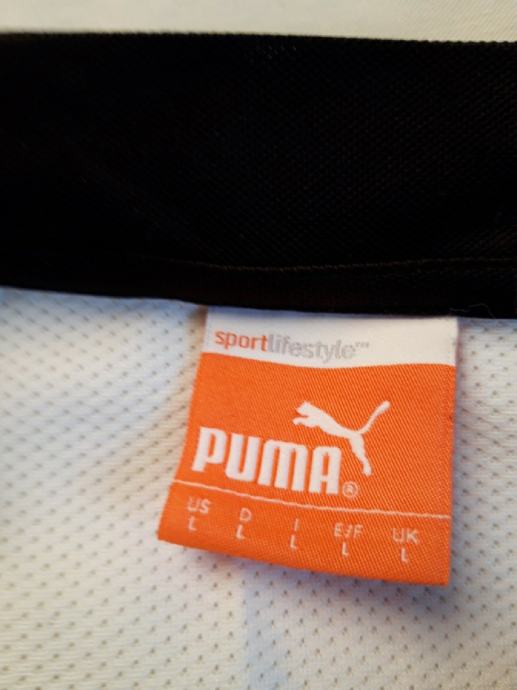 sportlifestyle™
PUMA®
US D I E/F UK
L L L L L